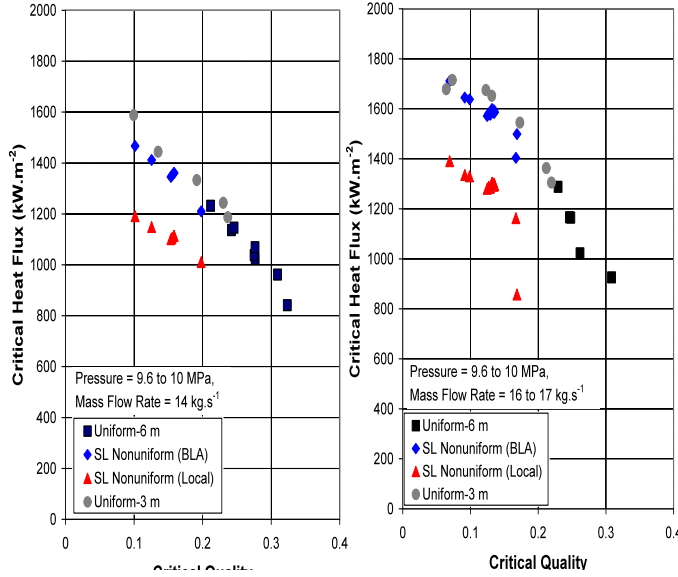 2000
1800
1600
1400
1200
1000
800
600
400
200
0
Critical Heat Flux (kW.m-2)
Pressure = 9.6 to 10 MPa,
Mass Flow Rate = 14 kg.s-1
Uniform-6 m
SL Nonuniform (BLA)
SL Nonuniform (Local)
Uniform-3 m
0 0.1 0.2 0.3 0.4
Critical Quality
2000
1800
1600
1400
1200
1000
800
600
400
200
0
Critical Heat Flux (kW.m-2)
Pressure = 9.6 to 10 MPa,
Mass Flow Rate = 16 to 17 kg.s-1
Uniform-6 m
SL Nonuniform (BLA)
SL Nonuniform (Local)
Uniform-3 m
0 0.1 0.2 0.3 0.4
Critical Quality